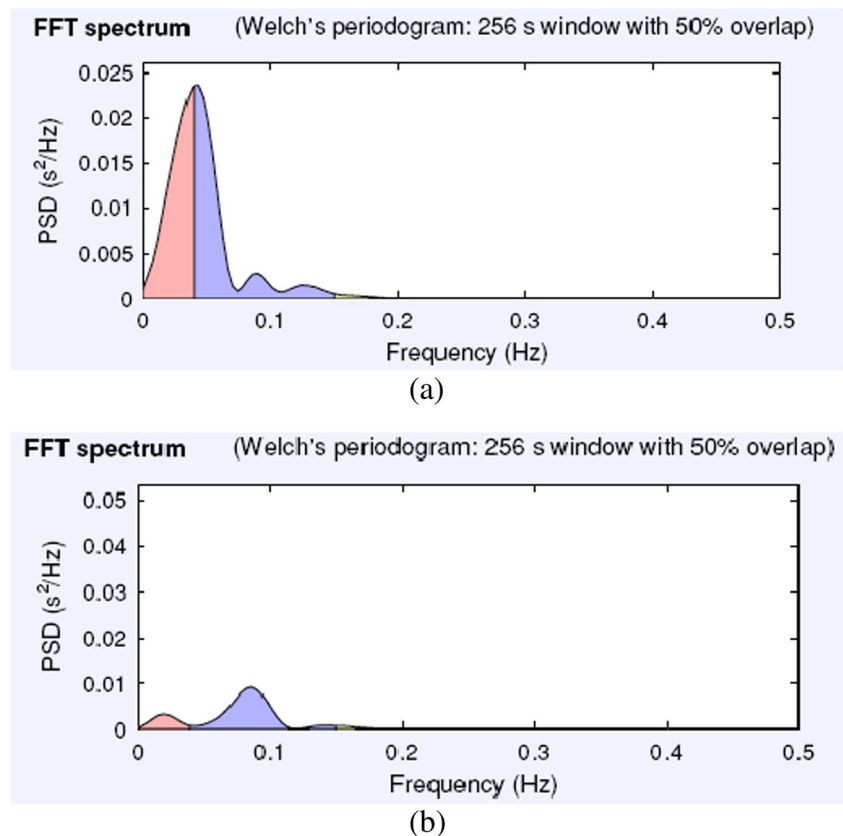 FFT spectrum (Welch's periodogram: 256 s window with 50% overlap)
0.025
0.02
0.015
0.01
0.005
0
PSD (s²/Hz)
0 0.1 0.2 0.3 0.4 0.5
Frequency (Hz)
(a)
FFT spectrum (Welch's periodogram: 256 s window with 50% overlap)
0.05
0.04
0.03
0.02
0.01
0
PSD (s²/Hz)
0 0.1 0.2 0.3 0.4 0.5
Frequency (Hz)
(b)